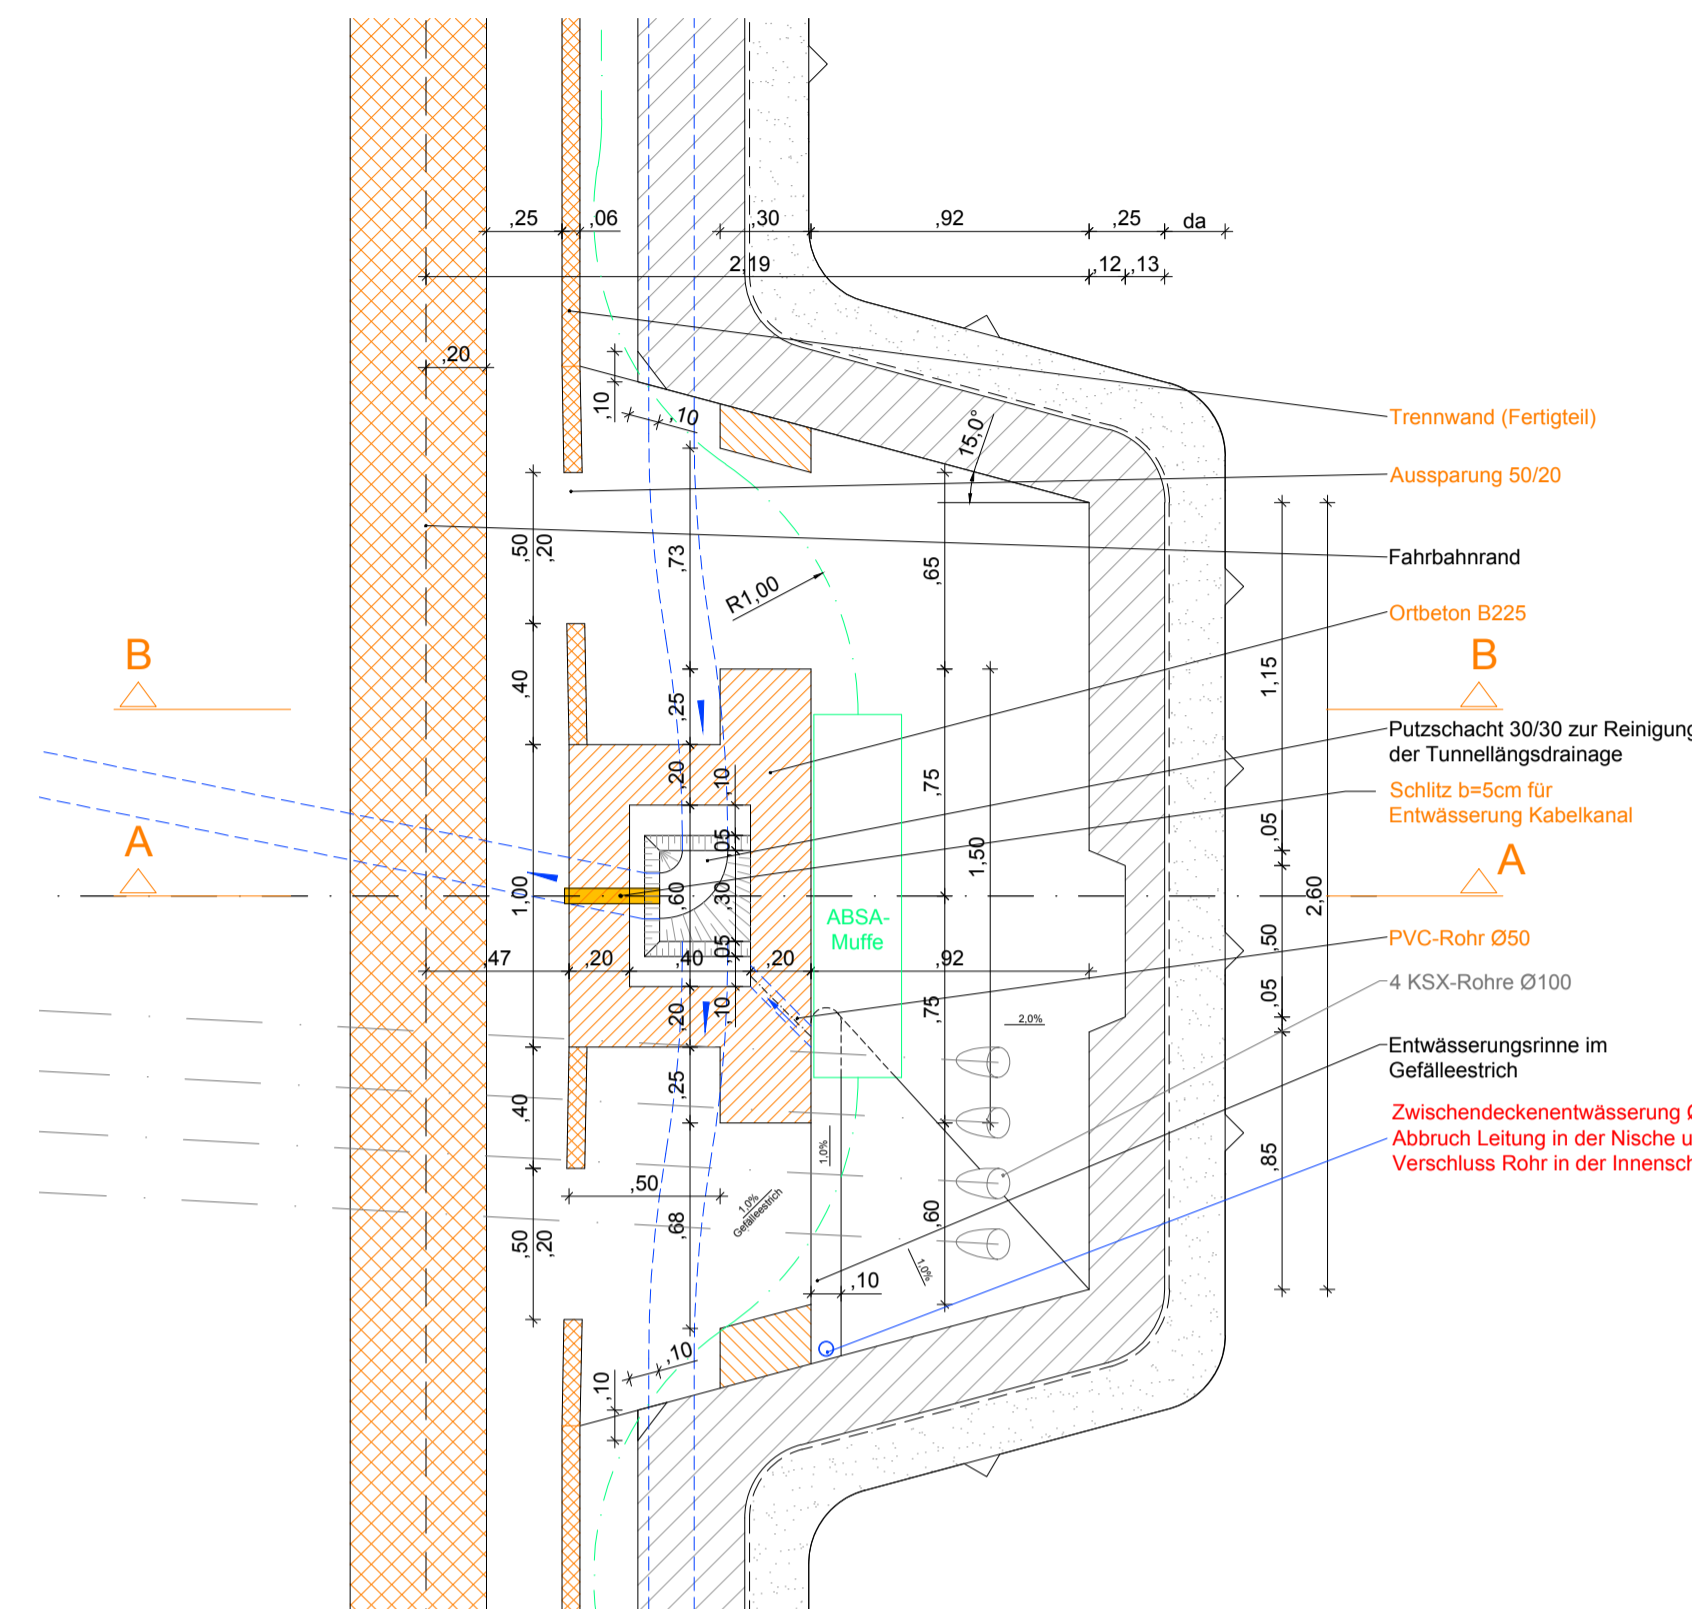 ,25
,06
,30
,92
,25
da
2,19
,12
,13
,20
,10
,10
15,0°
Trennwand (Fertigteil)
Aussparung 50/20
Fahrbahnrand
Ortbeton B225
,50
,20
,73
,65
R1,00
B
B
,40
,25
1,15
Putzschacht 30/30 zur Reinigung
der Tunnellängsdrainage
,20
,10
,75
Schlitz b=5cm für
Entwässerung Kabelkanal
A
A
,05
,05
1,50
1,00
,60
,30
2,60
ABSA-
Muffe
,50
PVC-Rohr Ø50
,47
,20
,40
,05
,20
,92
4 KSX-Rohre Ø100
,20
,10
,75
2,0%
,05
Entwässerungsrinne im
Gefälleestrich
,40
,25
1,0%
Zwischendeckenentwässerung
Abbruch Leitung in der Nische
Verschluss Rohr in der
,85
,50
1,0%
Gefälleestrich
,50
,20
,68
,60
1,0%
,10
,10
,10